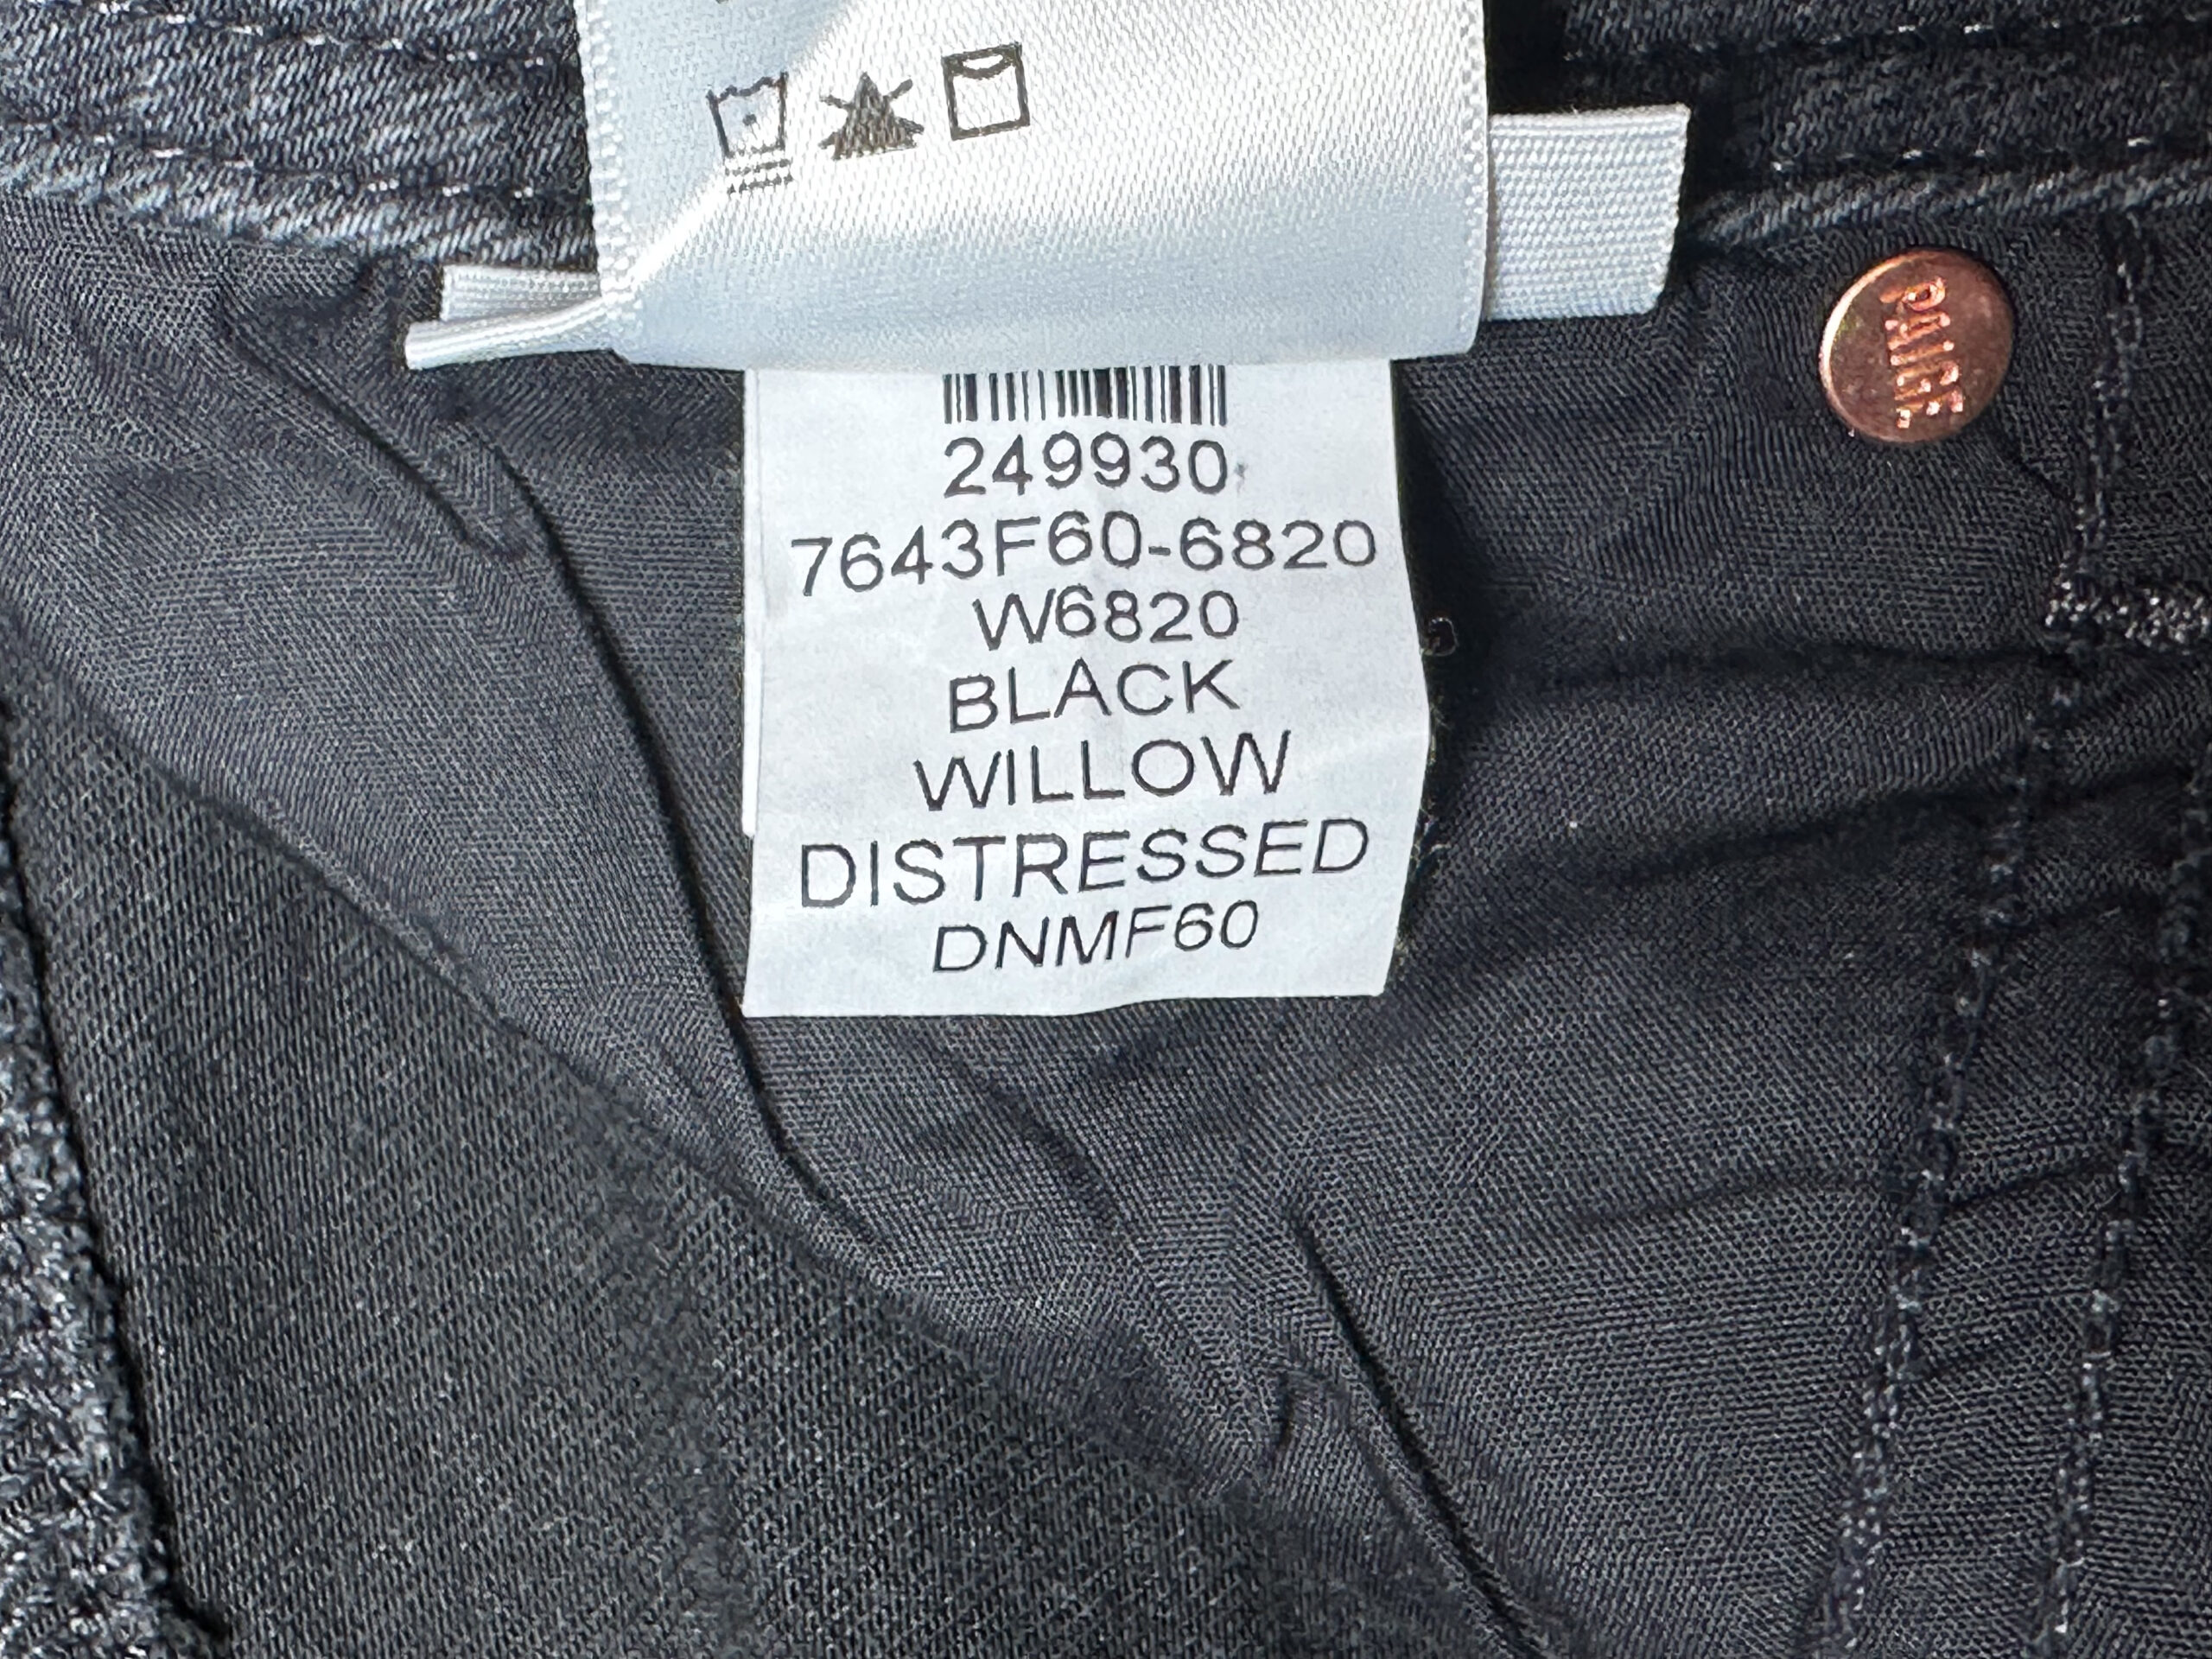 249930
7643F60-6820
W6820
BLACK
WILLOW
DISTRESSED
DNMF60
PAIGE